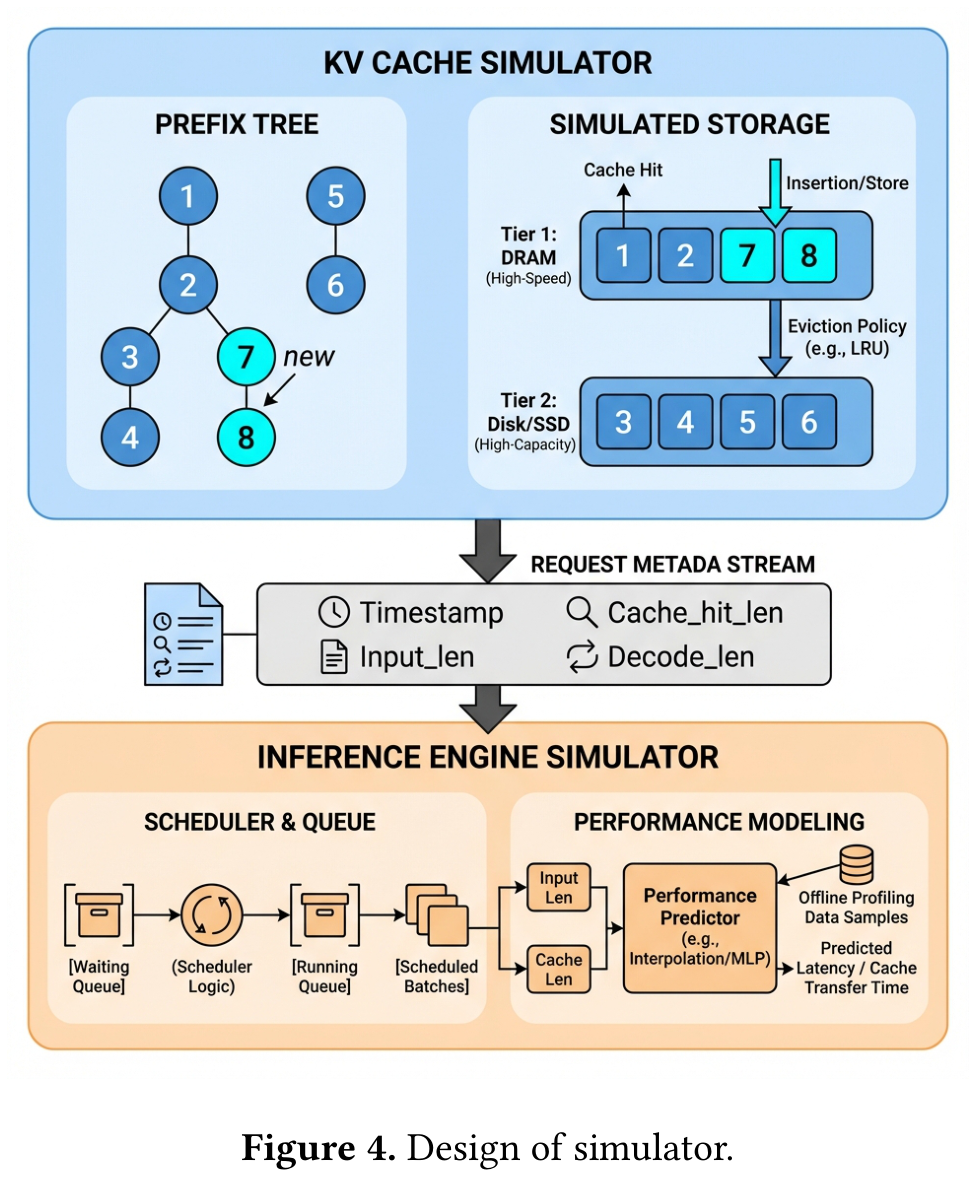 KV CACHE SIMULATOR
PREFIX TREE
1
5
2
6
3
7
new
4
8
SIMULATED STORAGE
Cache Hit
Insertion/Store
Tier 1:
DRAM
(High-Speed)
1 2 7 8
Eviction Policy
(e.g., LRU)
Tier 2:
Disk/SSD
(High-Capacity)
3 4 5 6
REQUEST METADA STREAM
Timestamp
Cache_hit_len
Input_len
Decode_len
INFERENCE ENGINE SIMULATOR
SCHEDULER & QUEUE
[Waiting
Queue]
(Scheduler
Logic)
[Running
Queue]
[Scheduled
Batches]
PERFORMANCE MODELING
Input
Len
Cache
Len
Performance
Predictor
(e.g.,
Interpolation/MLP)
Offline Profiling
Data Samples
Predicted
Latency / Cache
Transfer Time
Figure 4. Design of simulator.